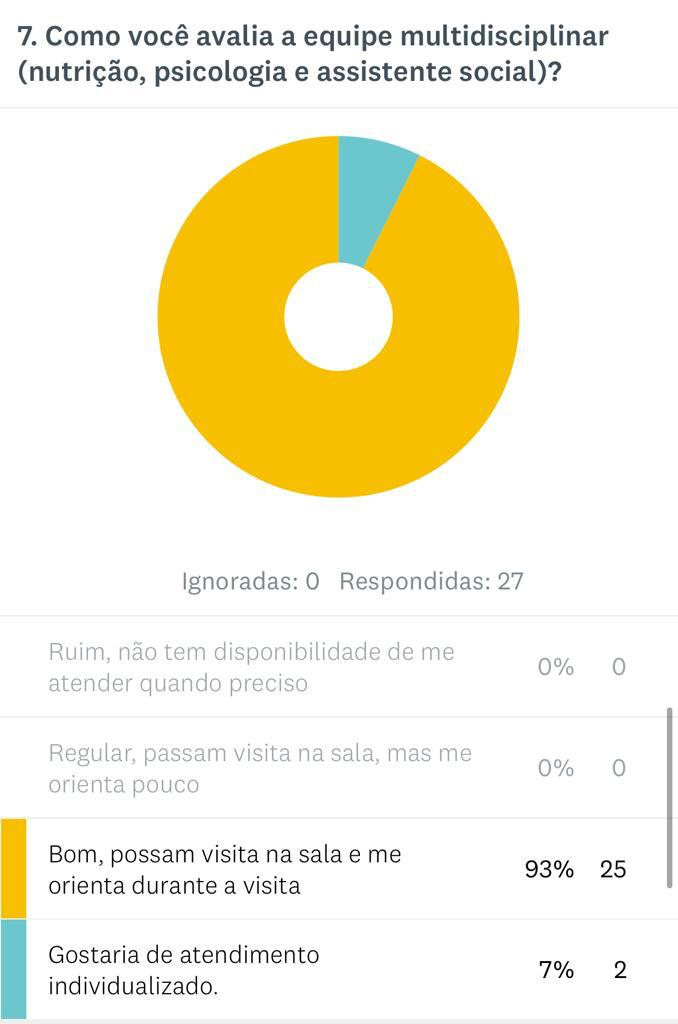 7. Como você avalia a equipe multidisciplinar
(nutrição, psicologia e assistente social)?
Ignoradas: 0 Respondidas: 27
Ruim, não tem disponibilidade de me
atender quando preciso
0% 0
Regular, passam visita na sala, mas me
orienta pouco
0% 0
Bom, possam visita na sala e me
orienta durante a visita
93% 25
Gostaria de atendimento
individualizado.
7% 2